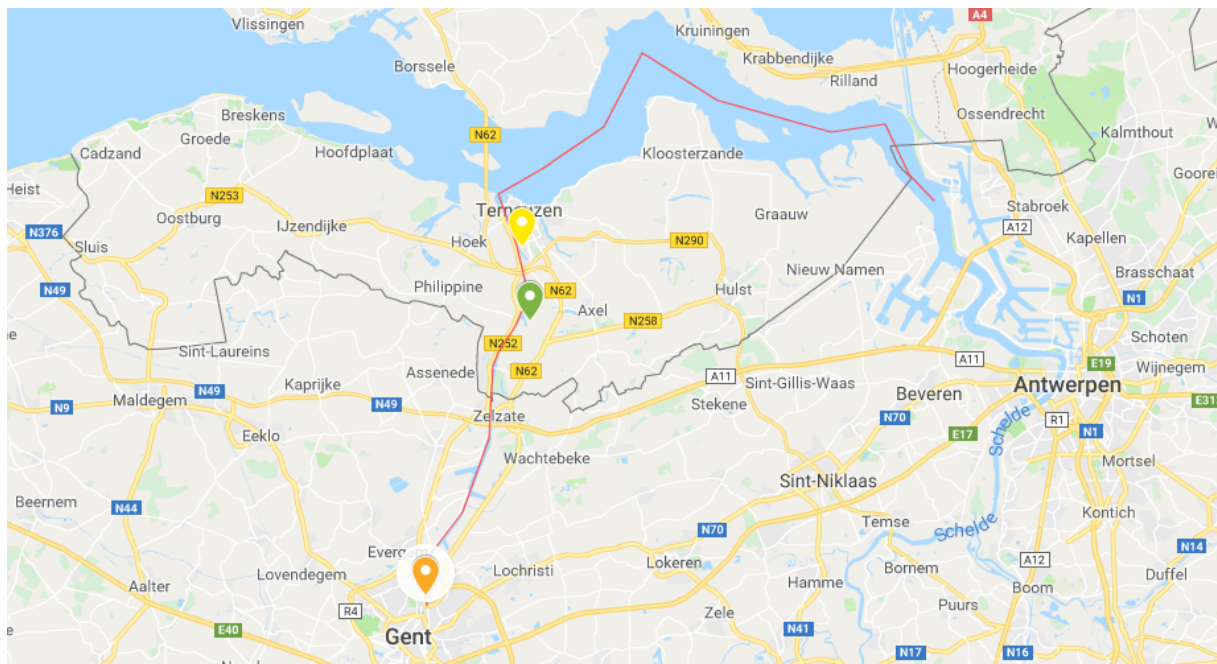 Vlissingen
Kruiningen
A4
Krabbendijke
Borssele
Rilland
Hoogerheide
Breskens
Ossendrecht
Groede
N62
Kalmthout
Cadzand
Hoofdplaat
Kloosterzande
Heist
N253
Terneuzen
Stabroek
Oostburg
IJzendijke
Graauw
A12
N376
Sluis
Hoek
N290
Kapellen
Nieuw Namen
Brasschaat
N49
Philippine
N62
Hulst
N1
Axel
N258
Schoten
Sint-Laureins
N252
A11
E19
Assenede
N62
A11
Wijnegem
N49
Kaprijke
Sint-Gillis-Waas
Antwerpen
Maldegem
N49
Beveren
N9
Zelzate
Stekene
N70
R1
Schelde
Eeklo
E17
N1
Wachtebeke
Mortsel
Sint-Niklaas
Beernem
N44
Kontich
Temse
Schelde
N70
N14
Lokeren
A12
Aalter
Lovendegem
Lochristi
Bornem
Duffel
Hamme
Boom
R4
Zele
Puurs
E40
Gent
N41
N17
N16